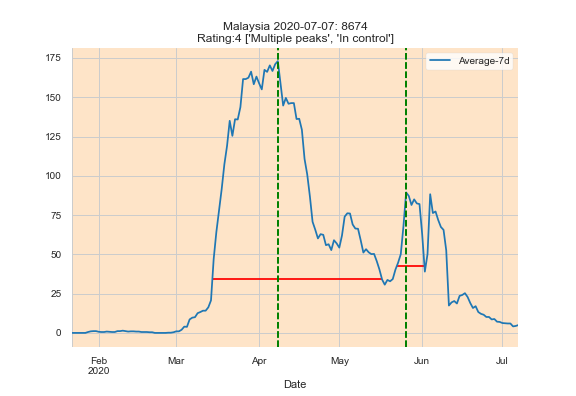 Malaysia 2020-07-07: 8674
Rating:4 ['Multiple peaks', 'In control']
Average-7d
175
150
125
100
75
50
25
0
Feb
2020
Mar
Apr
May
Jun
Jul
Date